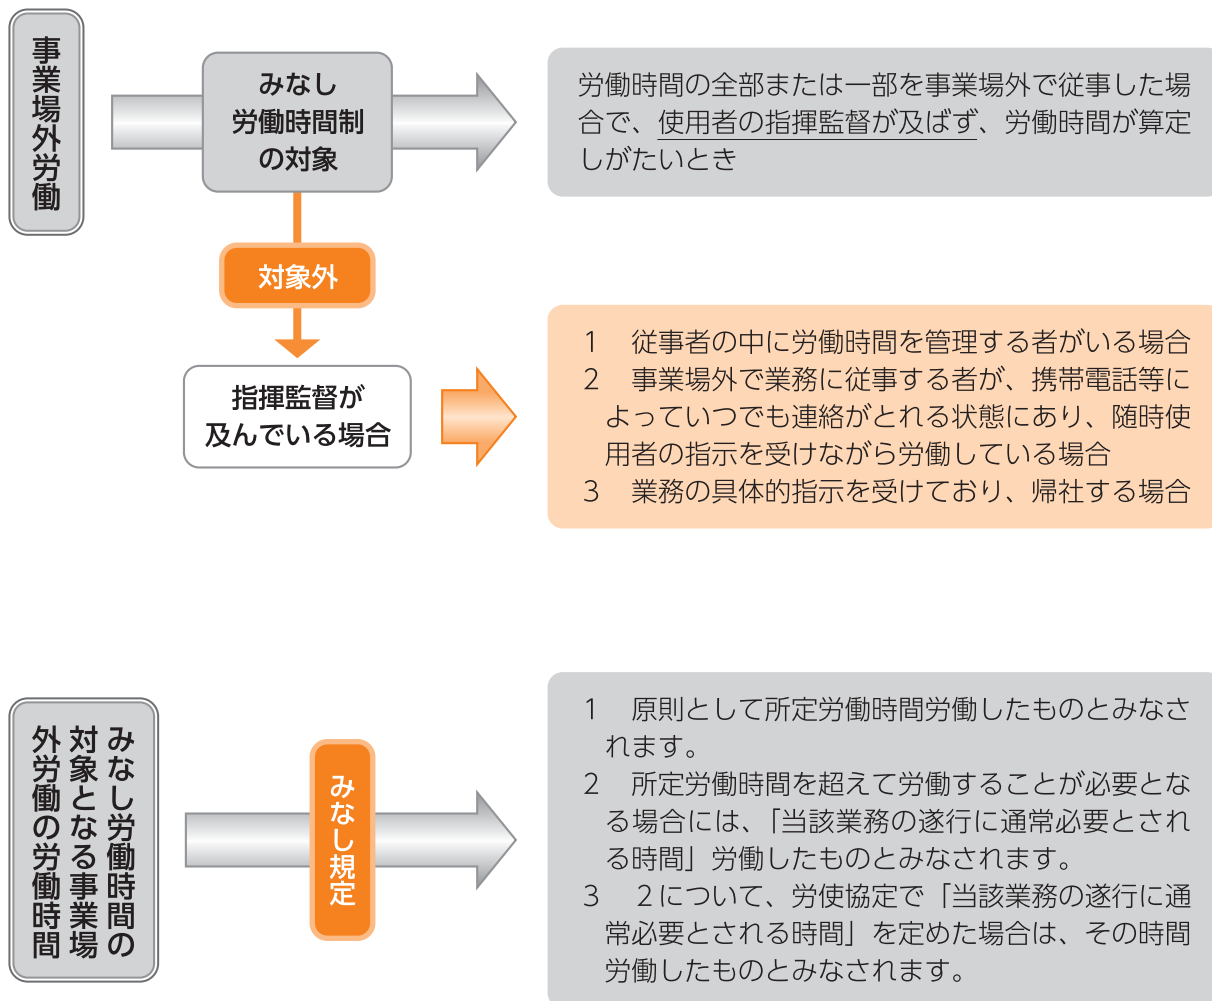 事業場外労働
みなし
労働時間制
の対象
労働時間の全部または一部を事業場外で従事した場
合で、使用者の指揮監督が及ばず、労働時間が算定
しがたいとき
対象外
指揮監督が
及んでいる場合
1　従事者の中に労働時間を管理する者がいる場合
2　事業場外で業務に従事する者が、携帯電話等に
よっていつでも連絡がとれる状態にあり、随時使
用者の指示を受けながら労働している場合
3　業務の具体的指示を受けており、帰社する場合
みなし労働時間の
対象となる事業場
外労働の労働時間
みなし規定
1　原則として所定労働時間労働したものとみなさ
れます。
2　所定労働時間を超えて労働することが必要とな
る場合には、「当該業務の遂行に通常必要とされ
る時間」労働したものとみなされます。
3　2について、労使協定で「当該業務の遂行に通
常必要とされる時間」を定めた場合は、その時間
労働したものとみなされます。